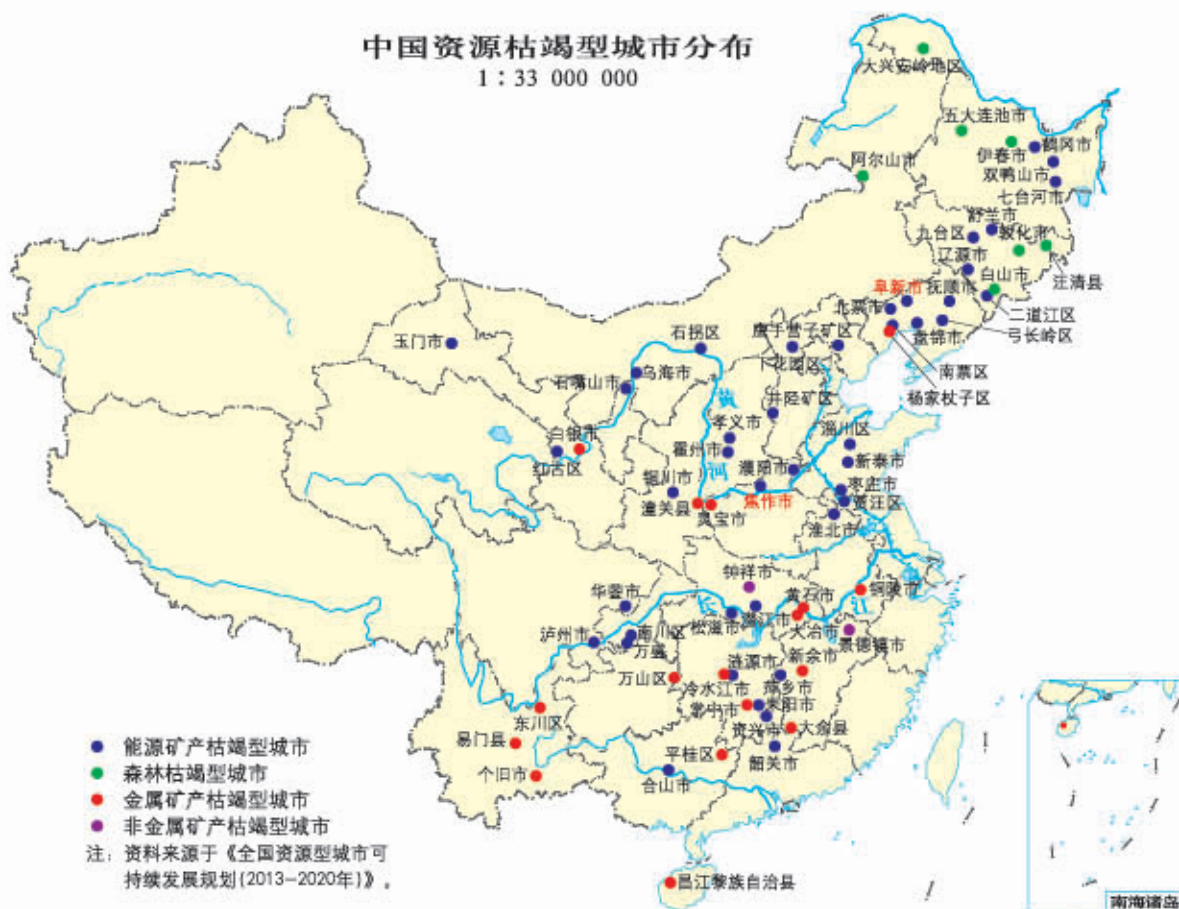 中国资源枯竭型城市分布
1：33 000 000
大兴安岭地区
五大连池市
鹤岗市
伊春市
阿尔山市
双鸭山市
七台河市
舒兰市
九台区
敦化市
辽源市
汪清县
白山市
阜新市
抚顺市
北票市
二道江区
石拐区
鹰手营子矿区
盘锦市
弓长岭区
玉门市
下花园区
南票区
乌海市
石嘴山市
杨家杖子区
黄
井陉矿区
孝义市
淄川区
白银市
霍州市
新泰市
红古区
河
濮阳市
铜川市
枣庄市
焦作市
贾汪区
潼关县
灵宝市
淮北市
钟祥市
华蓥市
黄石市
铜陵市
长
潜江市
松滋市
江
泸州市
南川区
大冶市
万盛
景德镇市
涟源市
新余市
万山区
冷水江市
萍乡市
常宁市
耒阳市
东川区
资兴市
大余县
易门县
平桂区
韶关市
个旧市
合山市
昌江黎族自治县
能源矿产枯竭型城市
森林枯竭型城市
金属矿产枯竭型城市
非金属矿产枯竭型城市
注：资料来源于《全国资源型城市可
持续发展规划(2013-2020年)》。
南海诸岛